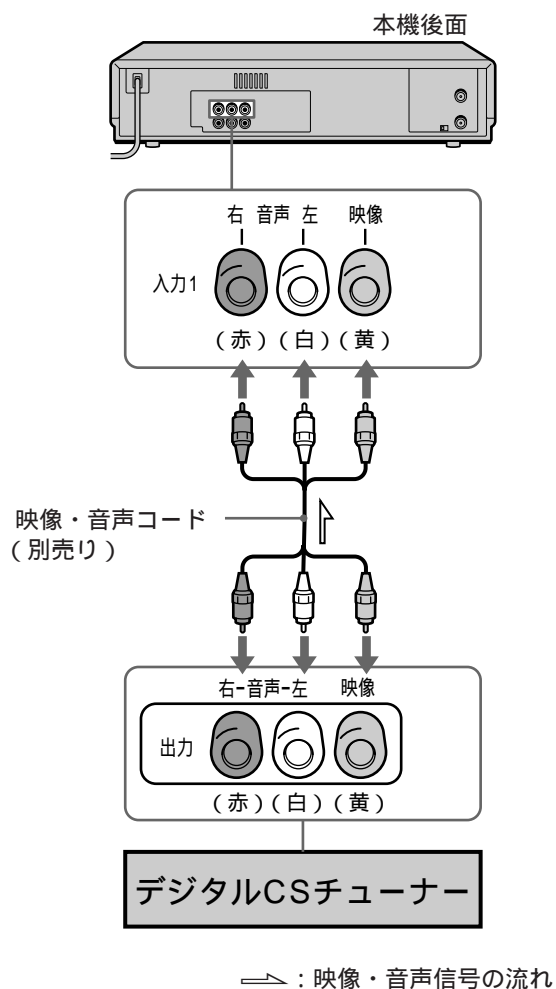 本機後面
右 音声 左 映像
入力1
(赤)(白)(黄)
映像・音声コード
(別売り)
右-音声-左 映像
出力
(赤)(白)(黄)
デジタルCSチューナー
:映像・音声信号の流れ